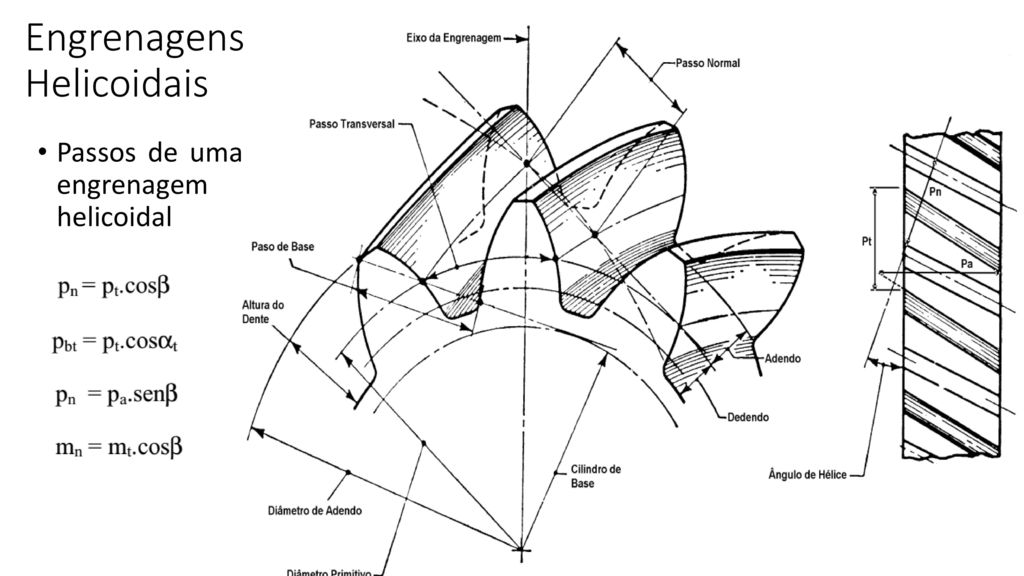 Engrenagens
Helicoidais
• Passos de uma
engrenagem
helicoidal
pₙ = pₜ.cosβ
p_bt = pₜ.cosαₜ
pₙ = pₐ.senβ
mₙ = mₜ.cosβ
Eixo da Engrenagem
Passo Normal
Passo Transversal
Paso de Base
Altura do
Dente
Adendo
Dedendo
Cilindro de
Base
Diâmetro de Adendo
Diâmetro Primitivo
Pn
Pt
Pa
Ângulo de Hélice